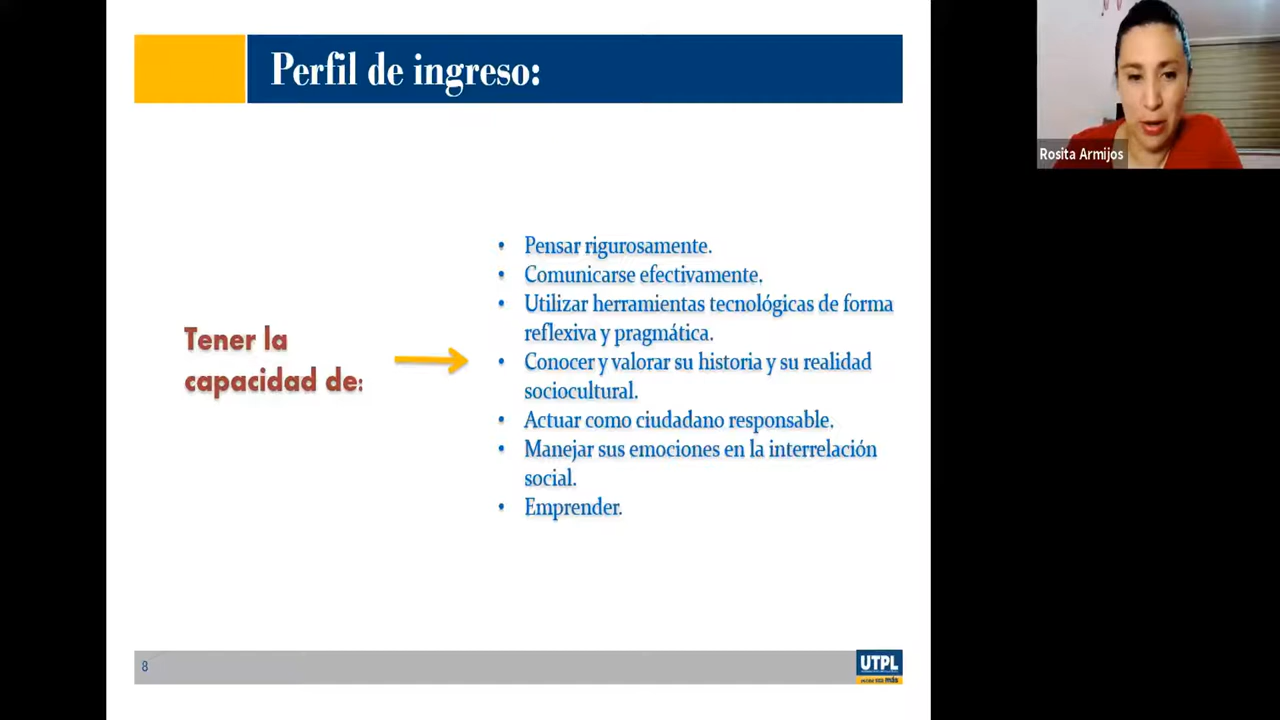 Perfil de ingreso:
Rosita Armijos
Tener la
capacidad de:
• Pensar rigurosamente.
• Comunicarse efectivamente.
• Utilizar herramientas tecnológicas de forma
reflexiva y pragmática.
• Conocer y valorar su historia y su realidad
sociocultural.
• Actuar como ciudadano responsable.
• Manejar sus emociones en la interrelación
social.
• Emprender.
8
UTPL